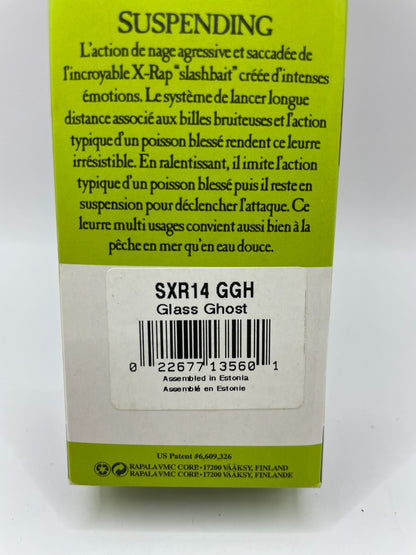 SUSPENDING
L'action de nage agressive et saccadée de
l'incroyable X-Rap “slashbait” créée d'intenses
émotions. Le système de lancer longue
distance associé aux billes bruiteuses et l'action
typique d'un poisson blessé rendent ce leurre
irrésistible. En ralentissant, il imite l'action
typique d'un poisson blessé puis il reste en
suspension pour déclencher l'attaque. Ce
leurre multi usages convient aussi bien à la
pêche en mer qu'en eau douce.
SXR14 GGH
Glass Ghost
0 22677 13560 1
Assembled in Estonia
Assemblé en Estonie
US Patent #6,609,326
RAPALA VMC CORP. • 17200 VÄÄKSY, FINLAND
RAPALA VMC CORP. • 17200 VÄÄKSY, FINLANDE